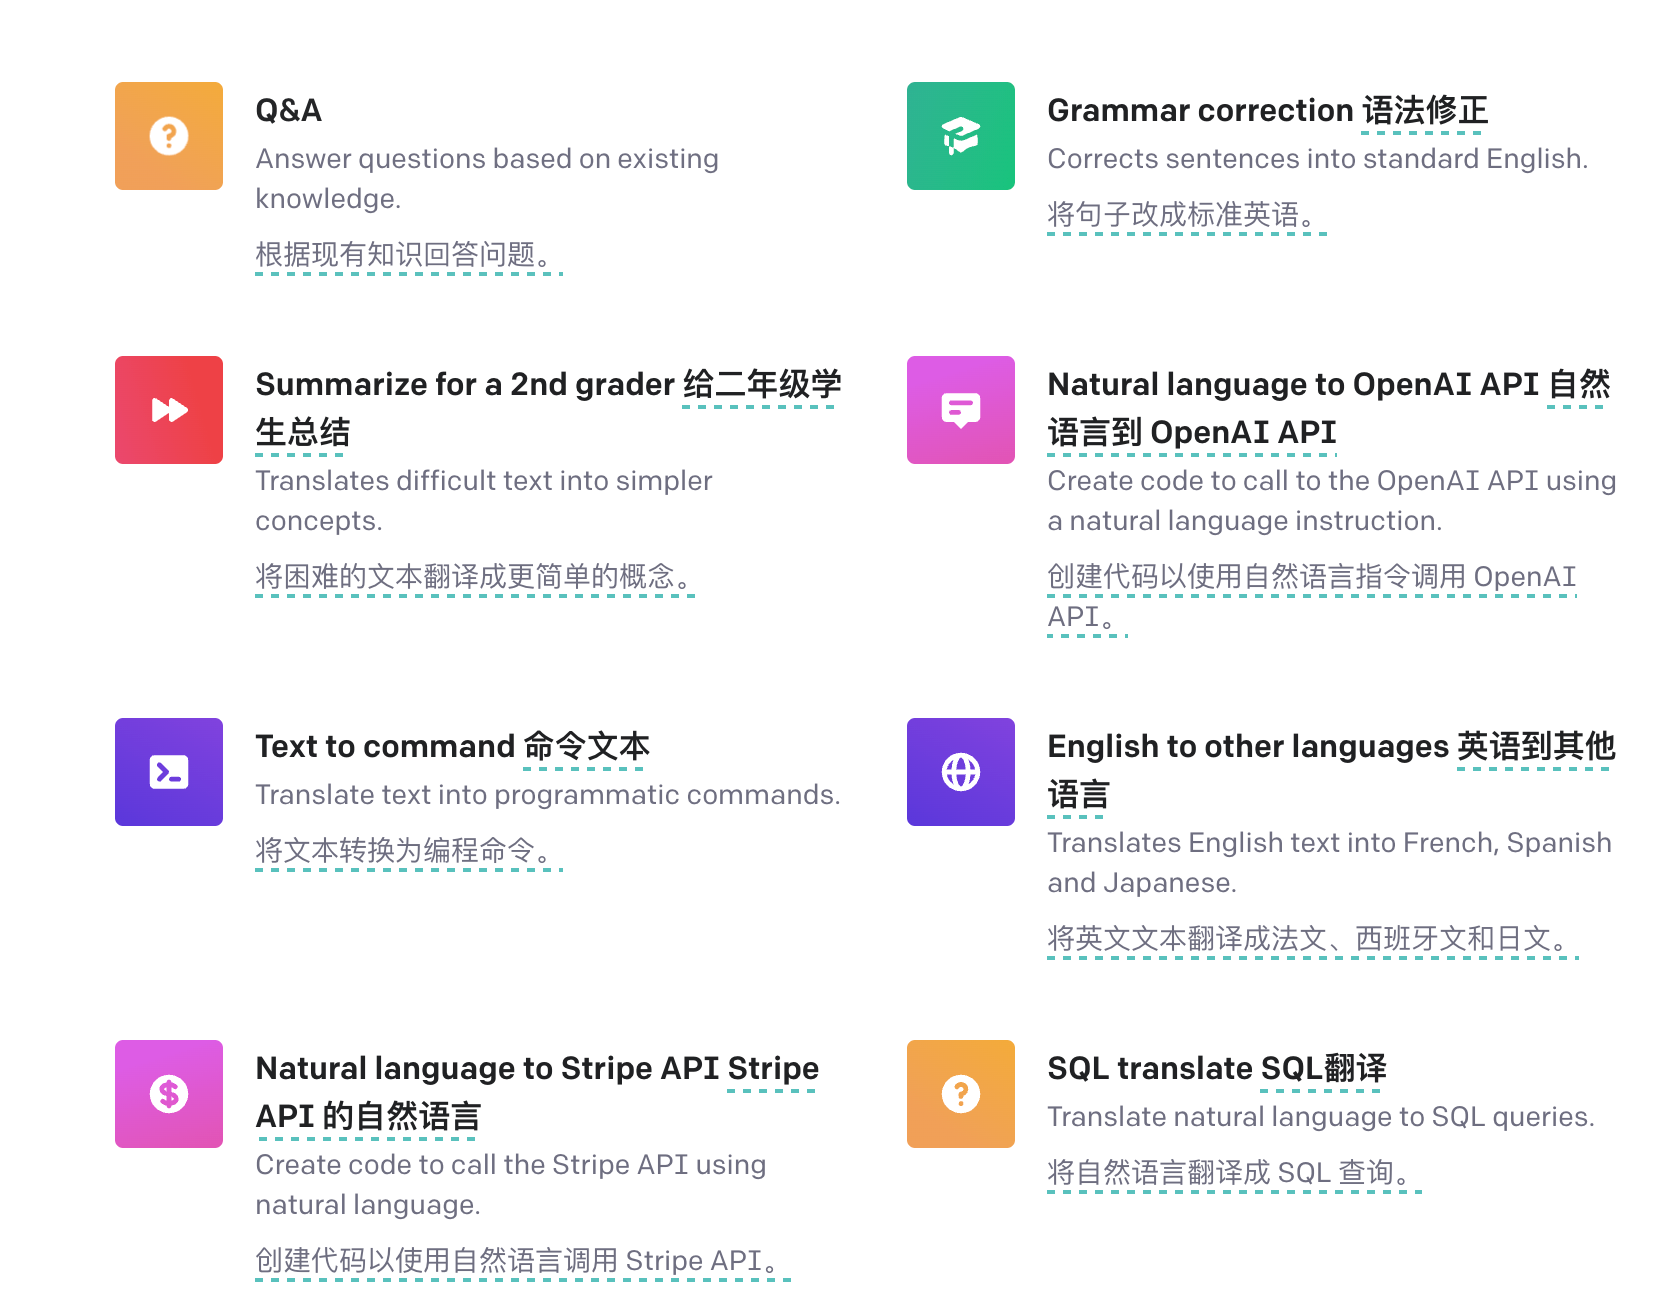 Q&A
Answer questions based on existing
knowledge.
根据现有知识回答问题。
Grammar correction 语法修正
Corrects sentences into standard English.
将句子改成标准英语。
Summarize for a 2nd grader 给二年级学
生总结
Translates difficult text into simpler
concepts.
将困难的文本翻译成更简单的概念。
Natural language to OpenAI API 自然
语言到 OpenAI API
Create code to call to the OpenAI API using
a natural language instruction.
创建代码以使用自然语言指令调用 OpenAI
API。
Text to command 命令文本
Translate text into programmatic commands.
将文本转换为编程命令。
English to other languages 英语到其他
语言
Translates English text into French, Spanish
and Japanese.
将英文文本翻译成法文、西班牙文和日文。
Natural language to Stripe API Stripe
API 的自然语言
Create code to call the Stripe API using
natural language.
创建代码以使用自然语言调用 Stripe API。
SQL translate SQL翻译
Translate natural language to SQL queries.
将自然语言翻译成 SQL 查询。